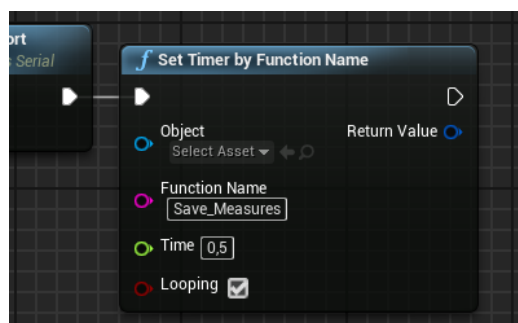 ort
s Serial
f Set Timer by Function Name
Object
Return Value
Select Asset
Function Name
Save_Measures
Time 0,5
Looping